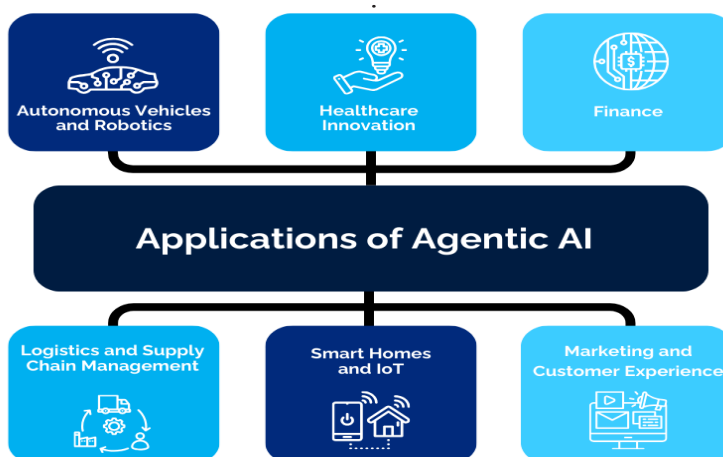 Autonomous Vehicles
and Robotics
Healthcare
Innovation
Finance
$
Applications of Agentic AI
Logistics and Supply
Chain Management
Smart Homes
and IoT
Marketing and
Customer Experience